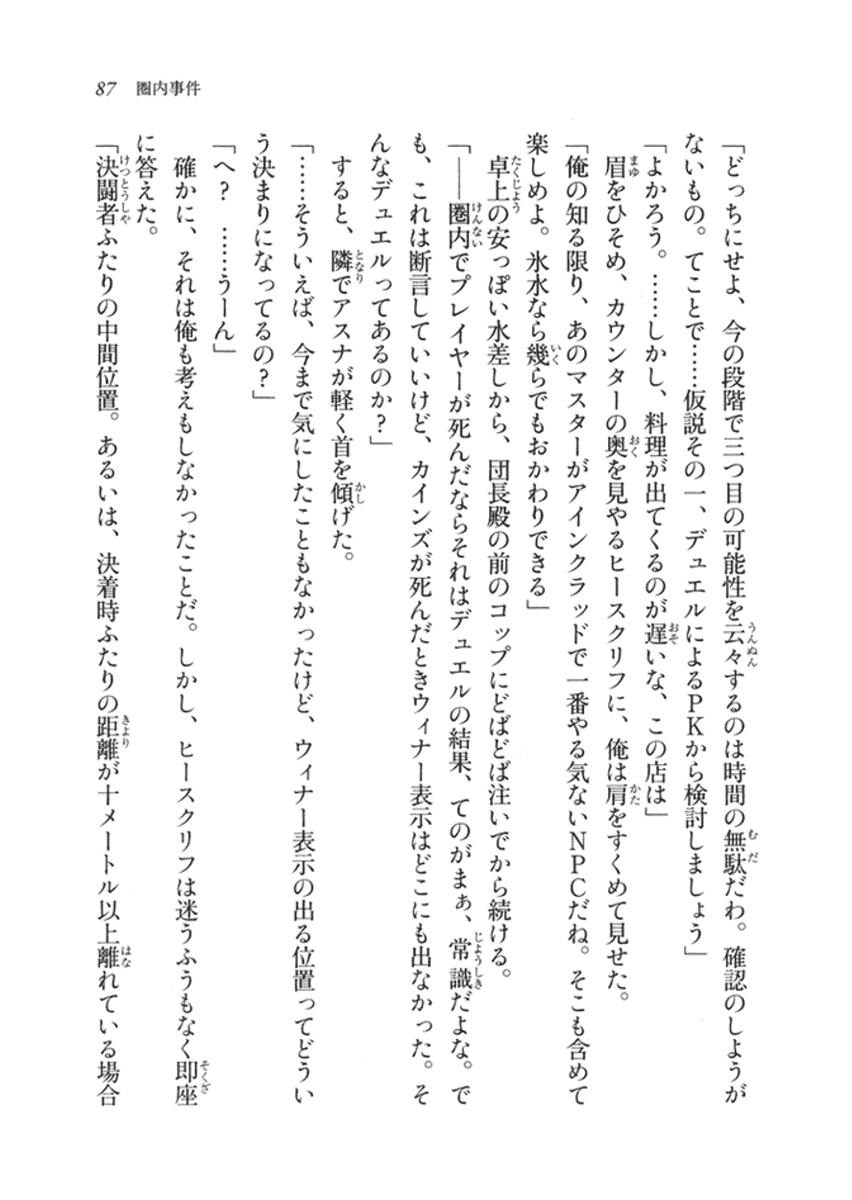 87 圏内事件
「どっちにせよ、今の段階で三つ目の可能性を云々するのは時間の無駄だわ。確認のしようが
ないもの。てことで……仮説その一、デュエルによるPKから検討しましょう」
「よかろう。……しかし、料理が出てくるのが遅いな、この店は」
眉をひそめ、カウンターの奥を見やるヒースクリフに、俺は肩をすくめて見せた。
「俺の知る限り、あのマスターがアインクラッドで一番やる気ないNPCだね。そこも含めて
楽しめよ。氷水なら幾らでもおかわりできる」
卓上の安っぽい水差しから、団長殿の前のコップにどばどば注いでから続ける。
「――圏内でプレイヤーが死んだならそれはデュエルの結果、てのがまぁ、常識だよな。で
も、これは断言していいけど、カインズが死んだときウィナー表示はどこにも出なかった。そ
んなデュエルってあるのか？」
すると、隣でアスナが軽く首を傾げた。
「……そういえば、今まで気にしたこともなかったけど、ウィナー表示の出る位置ってどうい
う決まりになってるの？」
「へ？　……うーん」
確かに、それは俺も考えもしなかったことだ。しかし、ヒースクリフは迷うふうもなく即座
に答えた。
「決闘者ふたりの中間位置。あるいは、決着時ふたりの距離が十メートル以上離れている場合